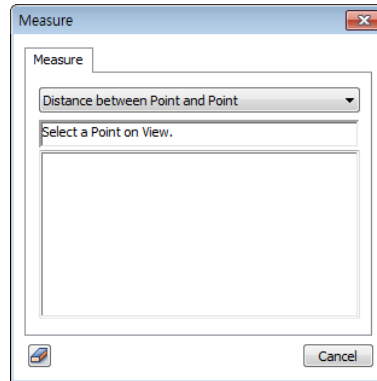 Measure
Measure
Distance between Point and Point
Select a Point on View.
Cancel